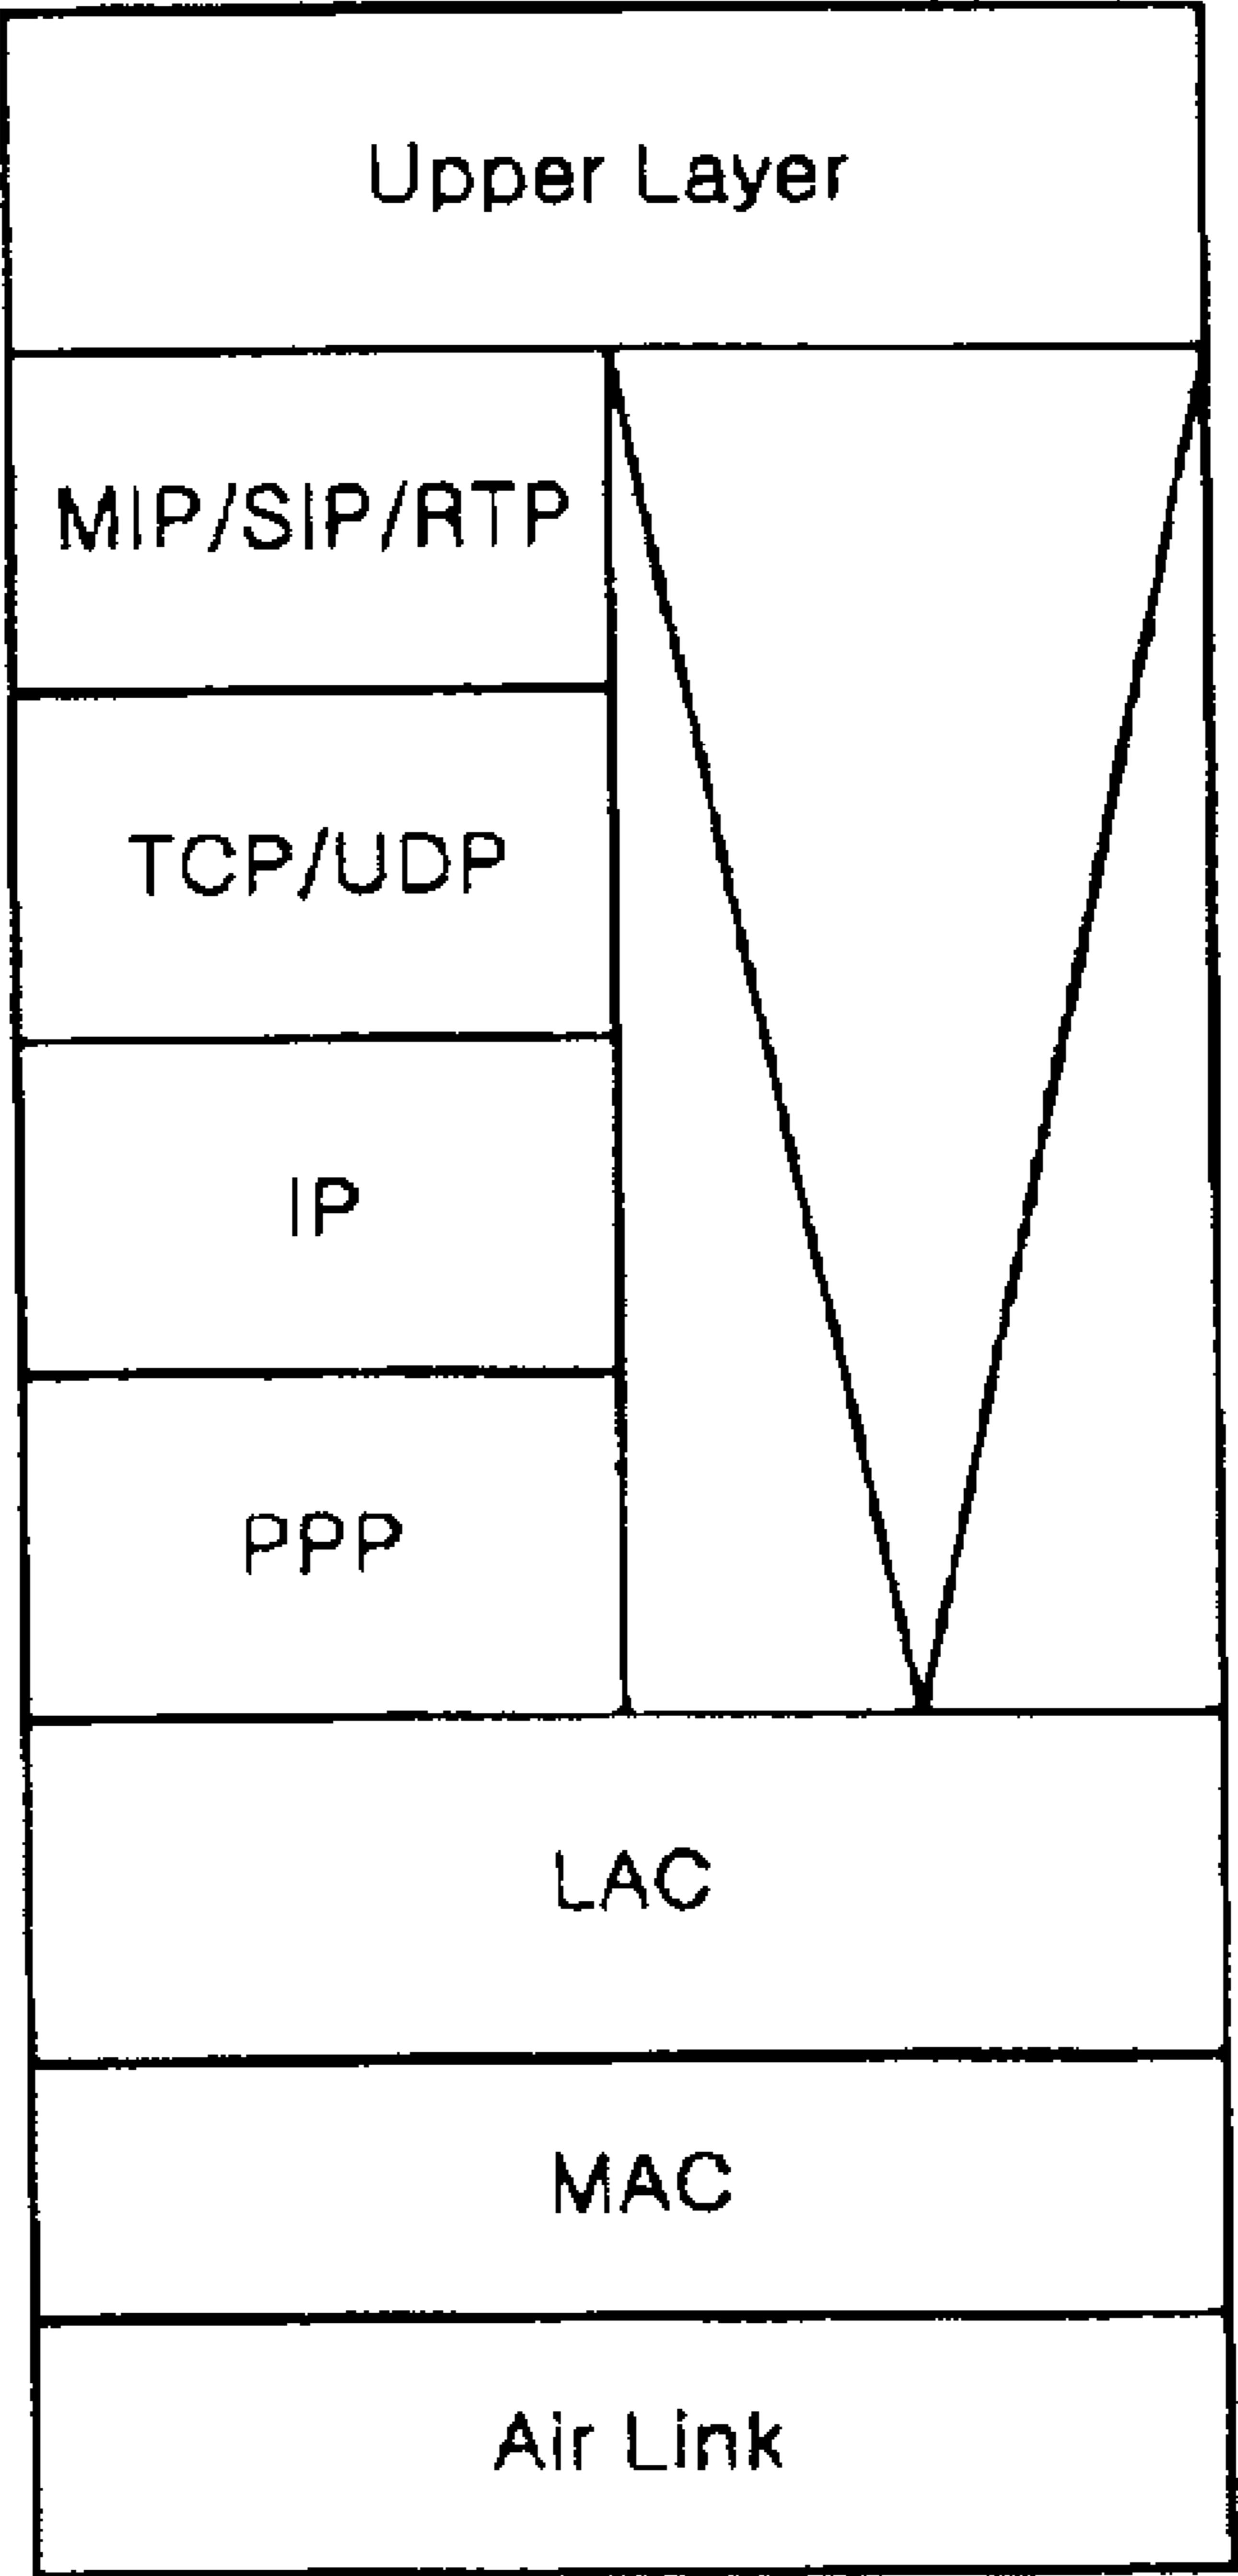 Upper Layer
MIP/SIP/RTP
TCP/UDP
IP
PPP
LAC
MAC
Air Link